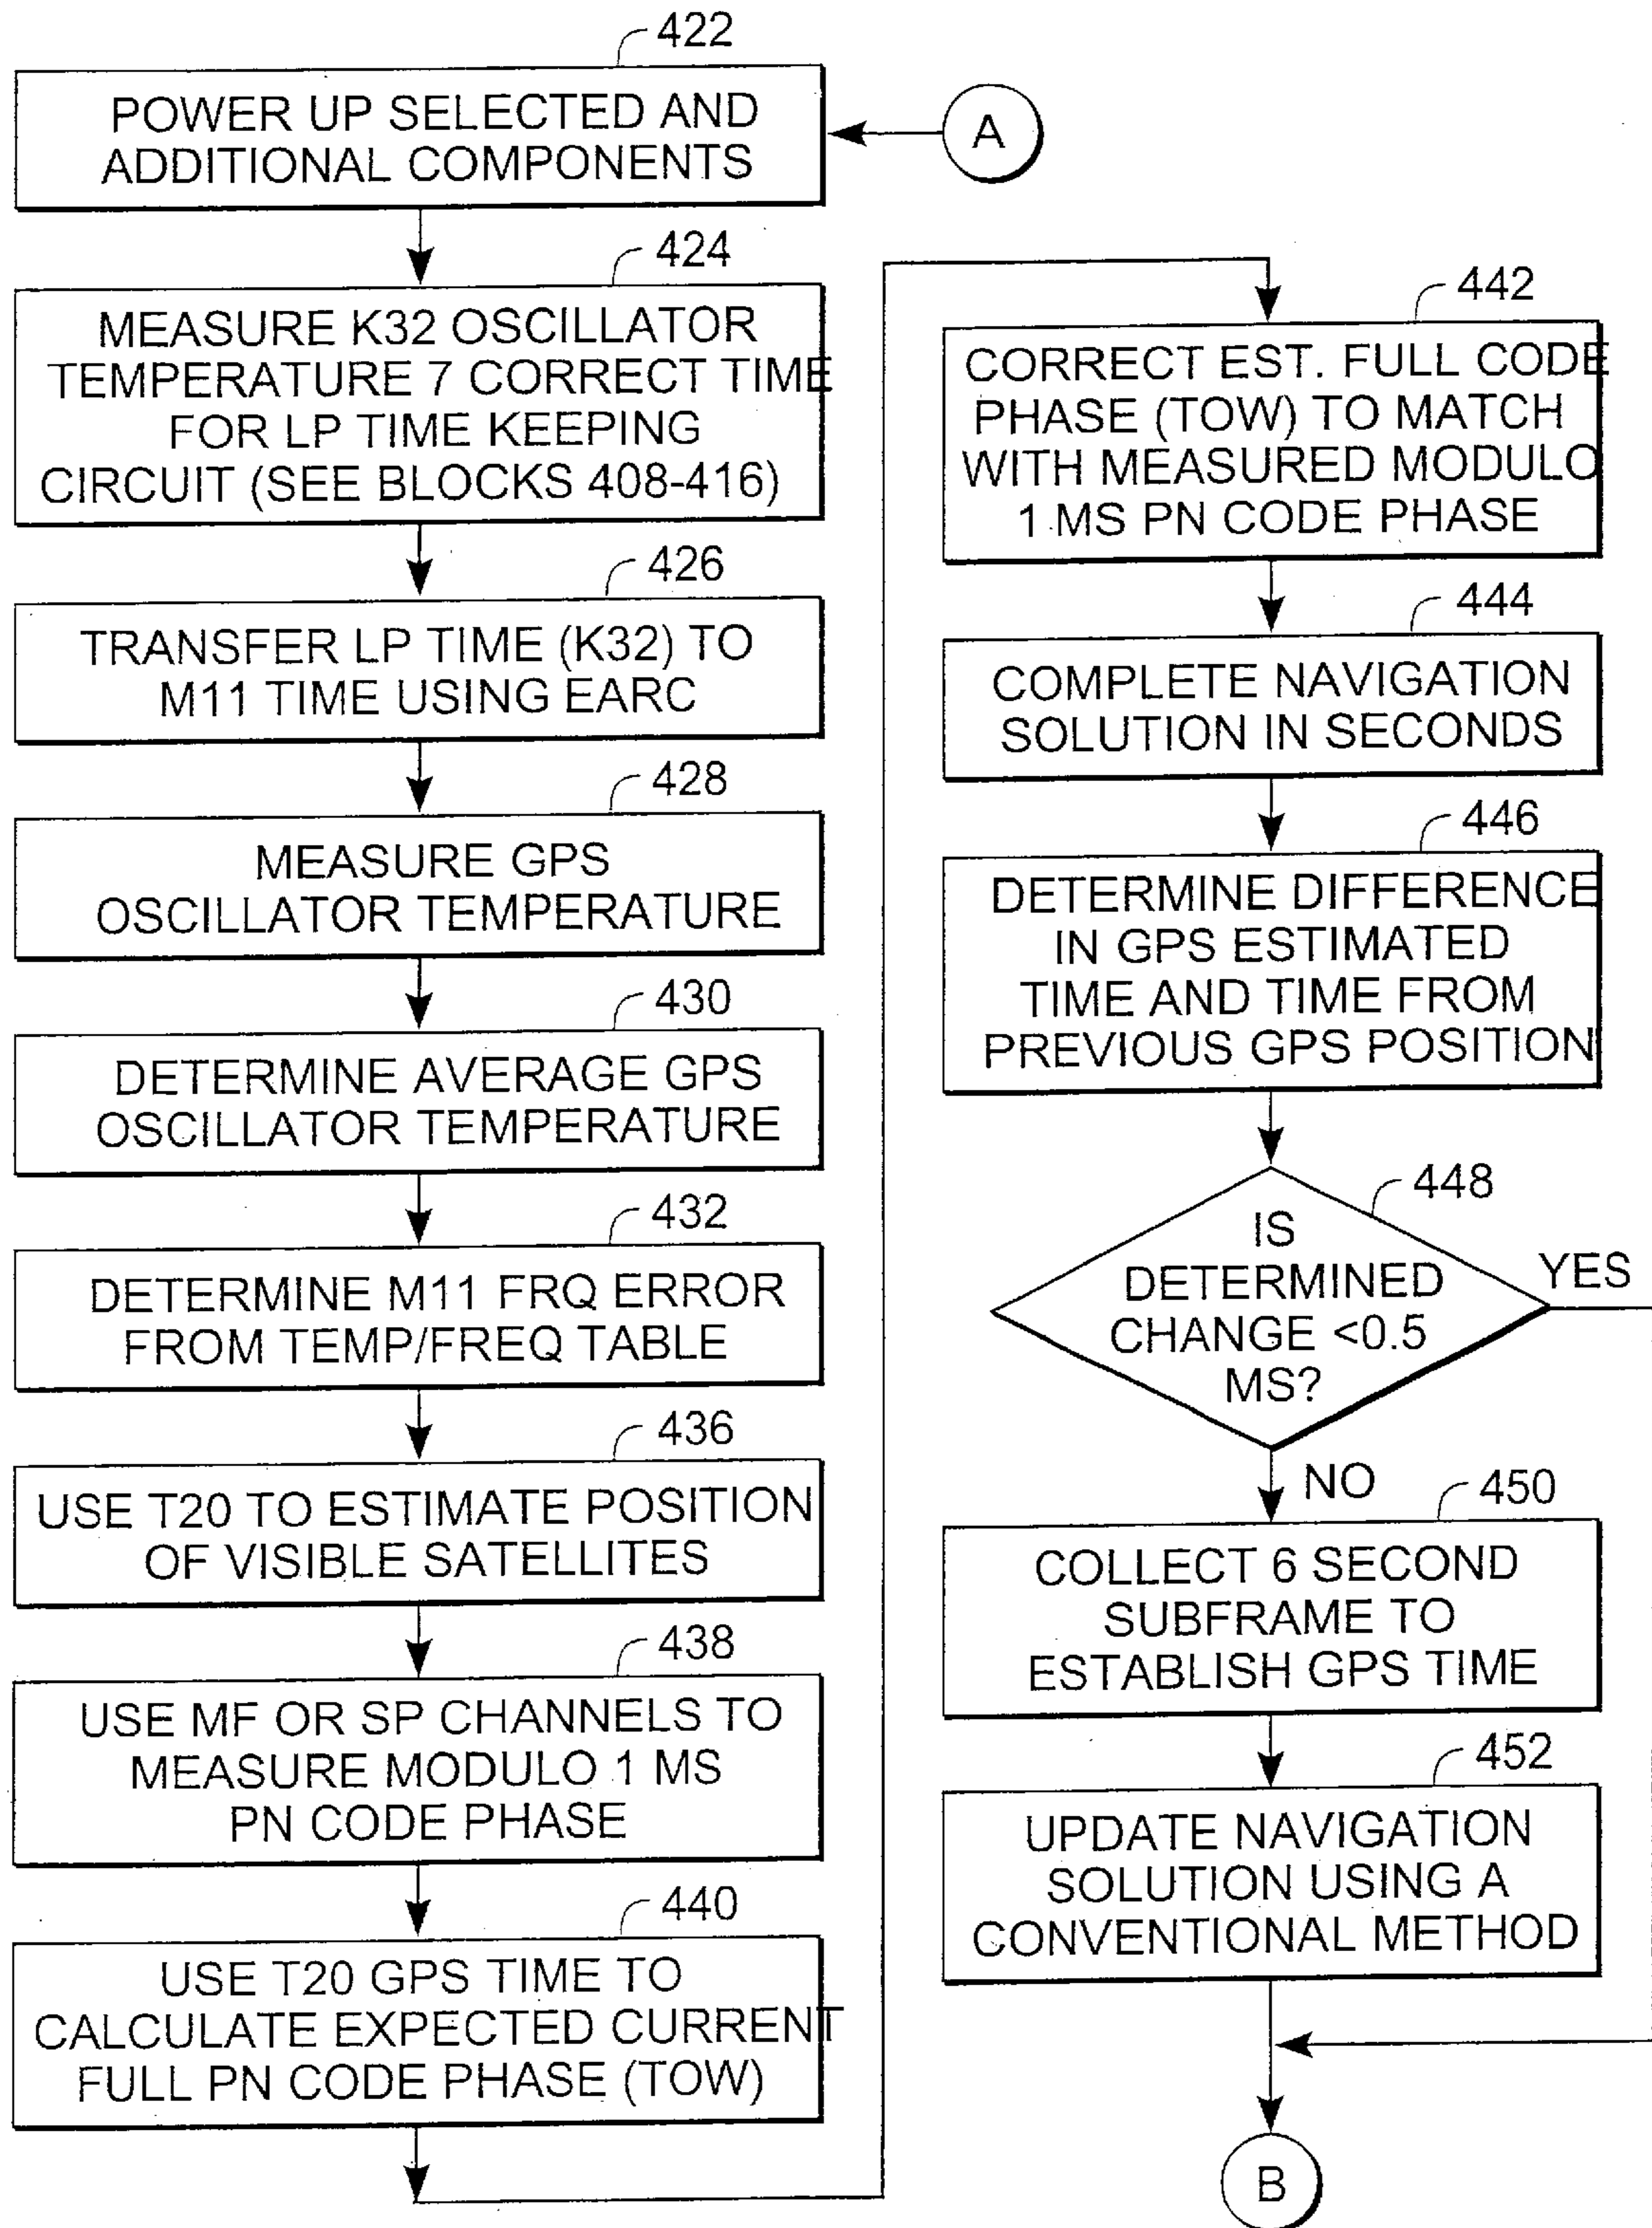 422
POWER UP SELECTED AND
ADDITIONAL COMPONENTS
A
424
MEASURE K32 OSCILLATOR
TEMPERATURE 7 CORRECT TIME
FOR LP TIME KEEPING
CIRCUIT (SEE BLOCKS 408-416)
426
TRANSFER LP TIME (K32) TO
M11 TIME USING EARC
428
MEASURE GPS
OSCILLATOR TEMPERATURE
430
DETERMINE AVERAGE GPS
OSCILLATOR TEMPERATURE
432
DETERMINE M11 FRQ ERROR
FROM TEMP/FREQ TABLE
436
USE T20 TO ESTIMATE POSITION
OF VISIBLE SATELLITES
438
USE MF OR SP CHANNELS TO
MEASURE MODULO 1 MS
PN CODE PHASE
440
USE T20 GPS TIME TO
CALCULATE EXPECTED CURRENT
FULL PN CODE PHASE (TOW)
442
CORRECT EST. FULL CODE
PHASE (TOW) TO MATCH
WITH MEASURED MODULO
1 MS PN CODE PHASE
444
COMPLETE NAVIGATION
SOLUTION IN SECONDS
446
DETERMINE DIFFERENCE
IN GPS ESTIMATED
TIME AND TIME FROM
PREVIOUS GPS POSITION
448
IS
DETERMINED
CHANGE <0.5
MS?
YES
NO
450
COLLECT 6 SECOND
SUBFRAME TO
ESTABLISH GPS TIME
452
UPDATE NAVIGATION
SOLUTION USING A
CONVENTIONAL METHOD
B